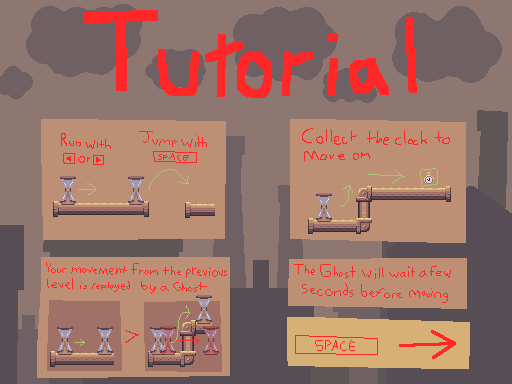 Tutorial
Run with
◄ or ►
Jump with
SPACE
Collect the clock to
move on
Your movement from the previous
level is replayed by a Ghost
>
The Ghost will wait a few
seconds before moving
SPACE